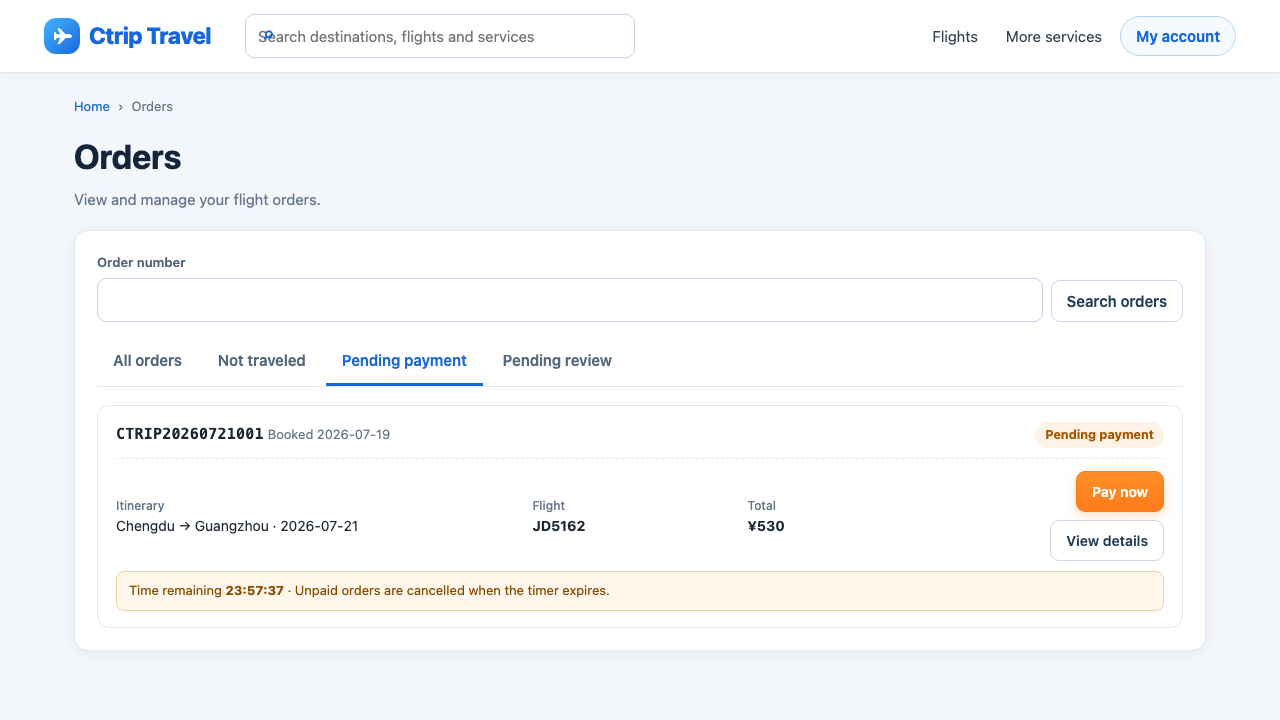 Ctrip Travel
Search destinations, flights and services
Flights
More services
My account
Home › Orders
Orders
View and manage your flight orders.
Order number
Search orders
All orders
Not traveled
Pending payment
Pending review
CTRIP20260721001 Booked 2026-07-19
Pending payment
Itinerary
Chengdu → Guangzhou · 2026-07-21
Flight
JD5162
Total
¥530
Pay now
View details
Time remaining 23:57:37 · Unpaid orders are cancelled when the timer expires.